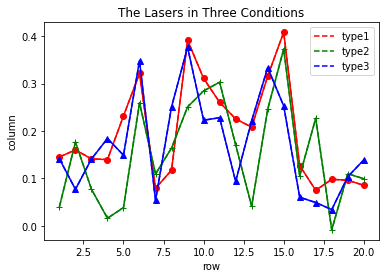 The Lasers in Three Conditions
type1
type2
type3
column
0.4
0.3
0.2
0.1
0.0
2.5 5.0 7.5 10.0 12.5 15.0 17.5 20.0
row